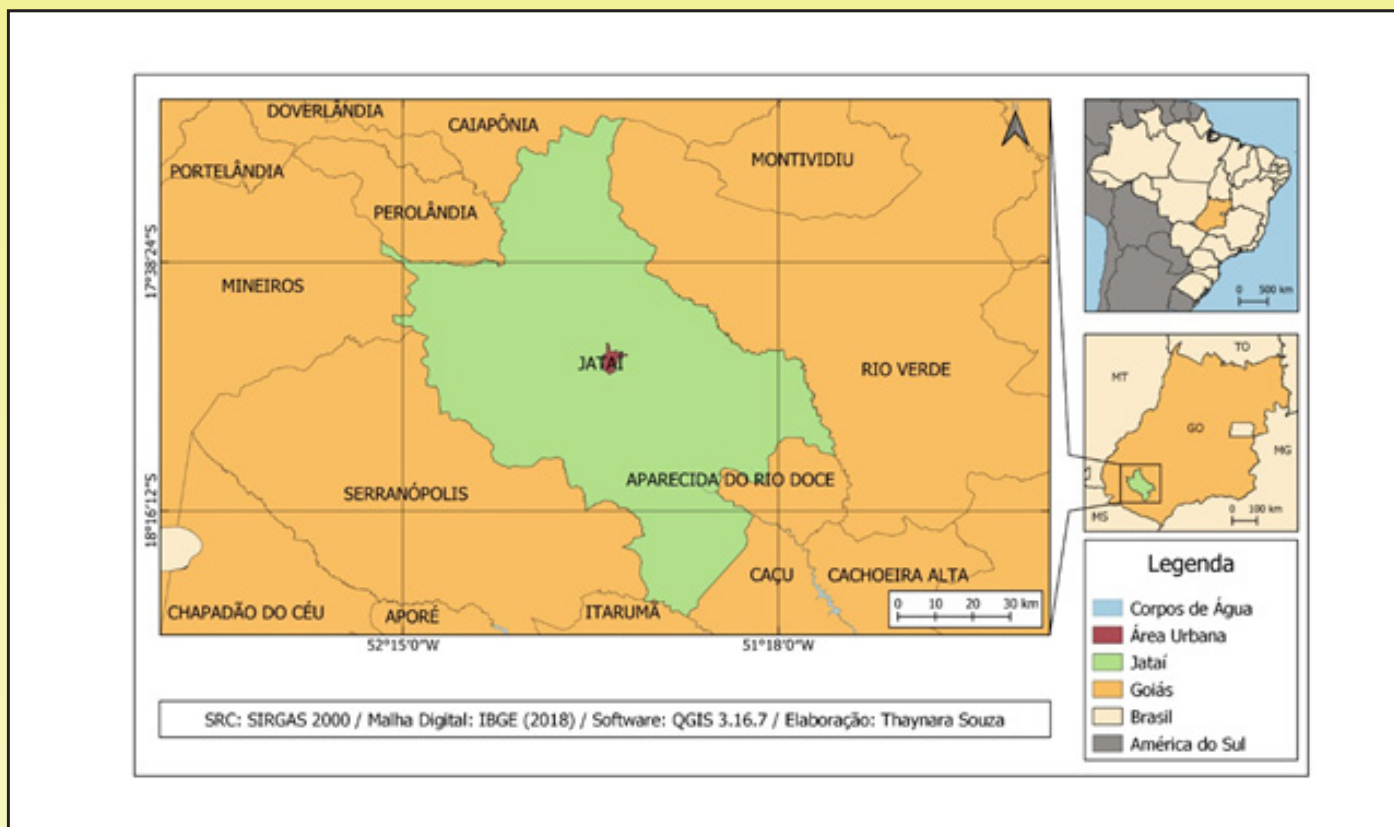 DOVERLÂNDIA
CAIAPÔNIA
MONTIVIDIU
PORTELÂNDIA
PEROLÂNDIA
17°38'24"S
MINEIROS
JATAÍ
RIO VERDE
APARECIDA DO RIO DOCE
SERRANÓPOLIS
18°16'12"S
CAÇU
CACHOEIRA ALTA
CHAPADÃO DO CÉU
APORÉ
ITARUMÃ
0 10 20 30 km
52°15'0"W
51°18'0"W
0 500 km
TO
MT
GO
MG
MS
0 100 km
Legenda
Corpos de Água
Área Urbana
Jataí
Goiás
Brasil
América do Sul
SRC: SIRGAS 2000 / Malha Digital: IBGE (2018) / Software: QGIS 3.16.7 / Elaboração: Thaynara Souza